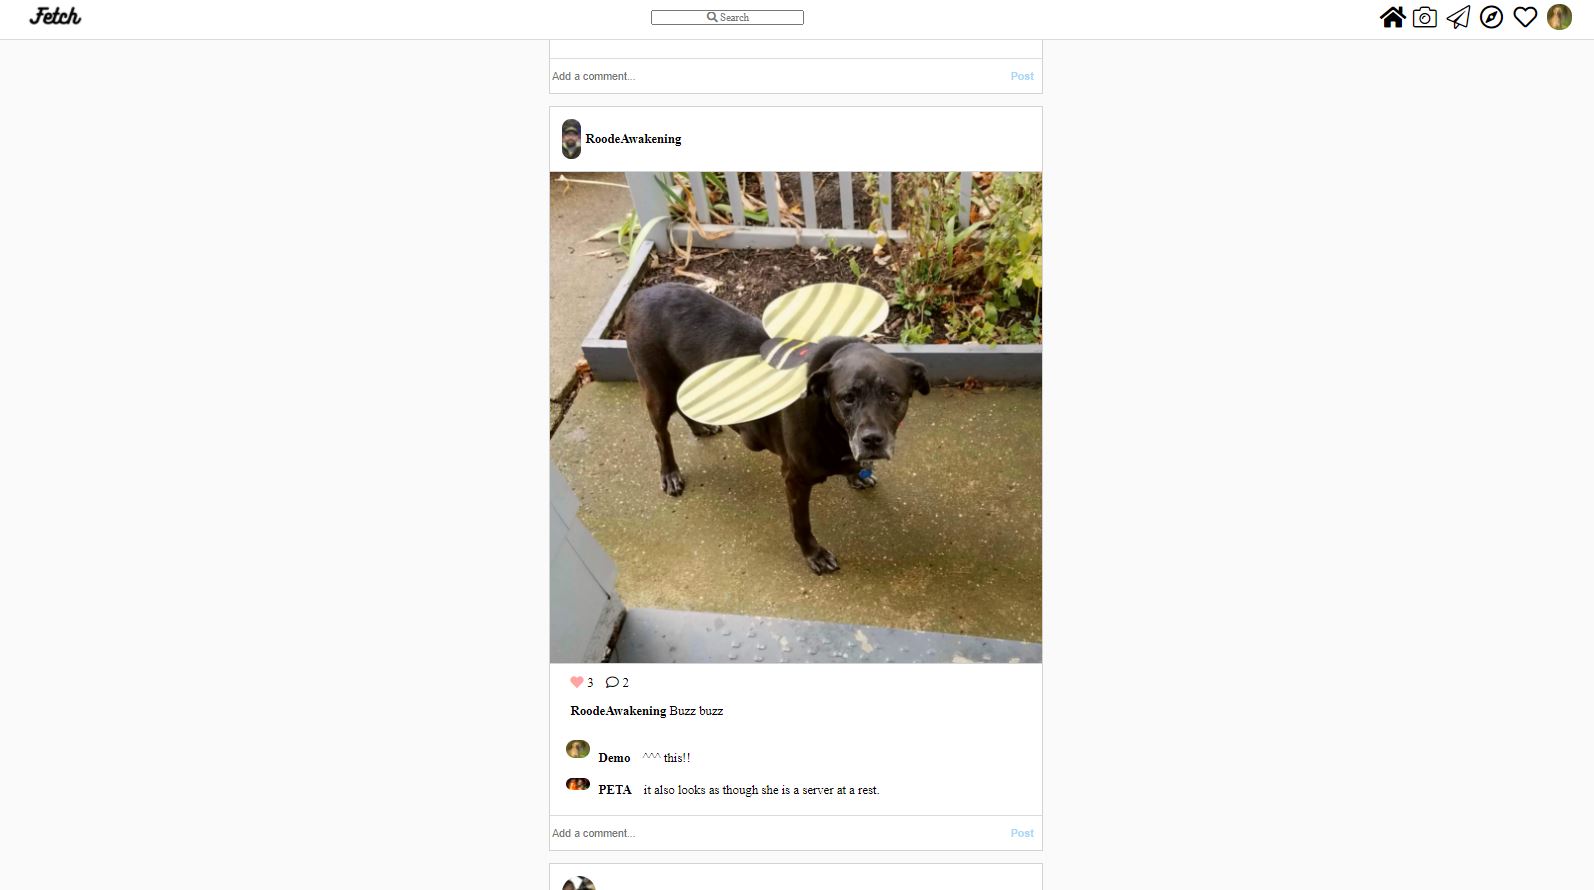 Fetch
Search
Add a comment...
Post
RoodeAwakening
3
2
RoodeAwakening Buzz buzz
Demo ^^^ this!!
PETA it also looks as though she is a server at a rest.
Add a comment...
Post